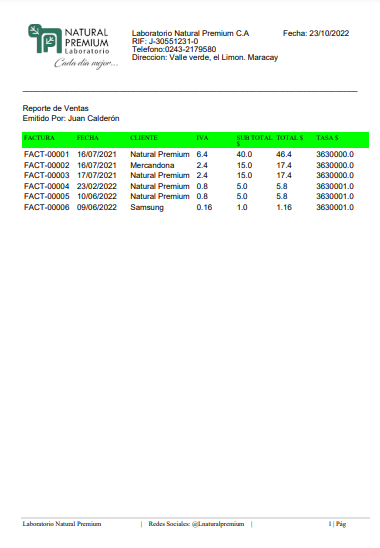 NATURAL
PREMIUM
Laboratorio
Cada día mejor...
Laboratorio Natural Premium C.A
Fecha: 23/10/2022
RIF: J-30551231-0
Telefono:0243-2179580
Direccion: Valle verde, el Limon. Maracay
Reporte de Ventas
Emitido Por: Juan Calderón
FACTURA FECHA CLIENTE IVA SUB TOTAL $ TOTAL $ TASA $
FACT-00001 16/07/2021 Natural Premium 6.4 40.0 46.4 3630000.0
FACT-00002 16/07/2021 Mercandona 2.4 15.0 17.4 3630000.0
FACT-00003 17/07/2021 Natural Premium 2.4 15.0 17.4 3630000.0
FACT-00004 23/02/2022 Natural Premium 0.8 5.0 5.8 3630001.0
FACT-00005 10/06/2022 Natural Premium 0.8 5.0 5.8 3630001.0
FACT-00006 09/06/2022 Samsung 0.16 1.0 1.16 3630001.0
Laboratorio Natural Premium | Redes Sociales: @Lnaturalpremium | 1 | Pág